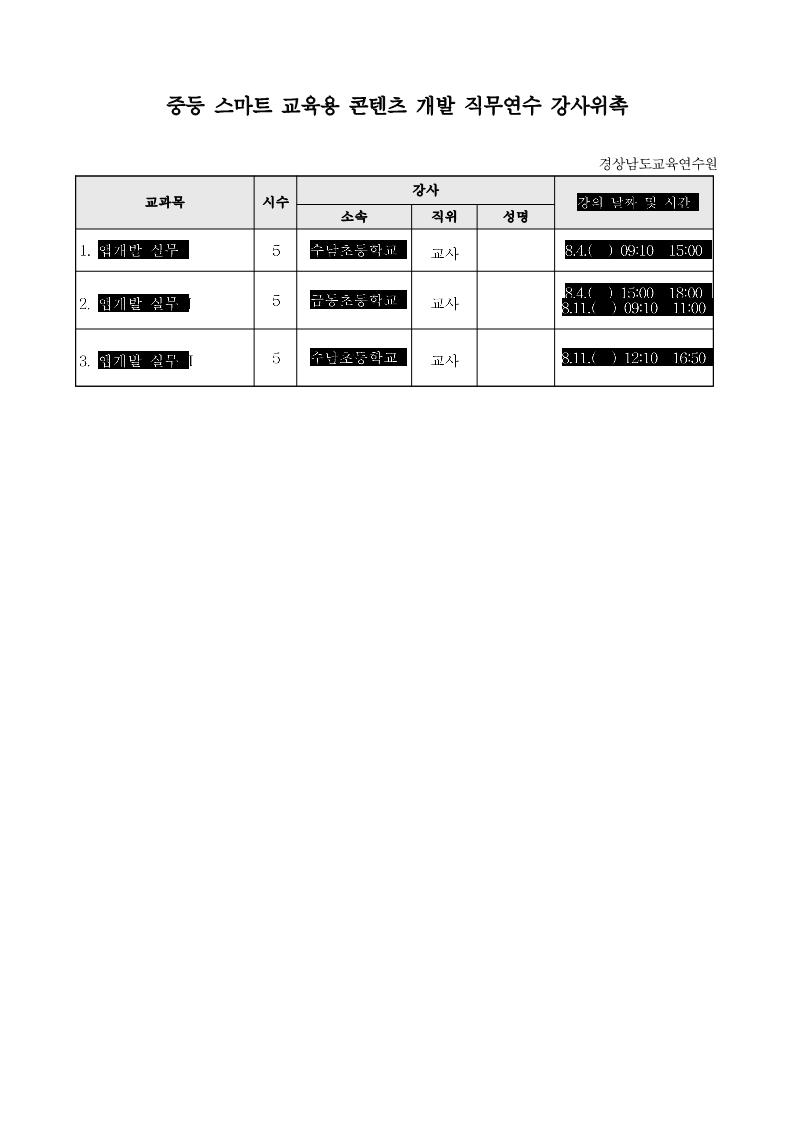 중등 스마트 교육용 콘텐츠 개발 직무연수 강사위촉
경상남도교육연수원
교과목 시수 강사 강의 날짜 및 시간
소속 직위 성명
1. 앱개발 실무 5 수남초등학교 교사 8.4.( ) 09:10 15:00
2. 앱개발 실무 5 금동초등학교 교사 8.4.( ) 15:00 18:00
8.11.( ) 09:10 11:00
3. 앱개발 실무 5 수남초등학교 교사 8.11.( ) 12:10 16:50